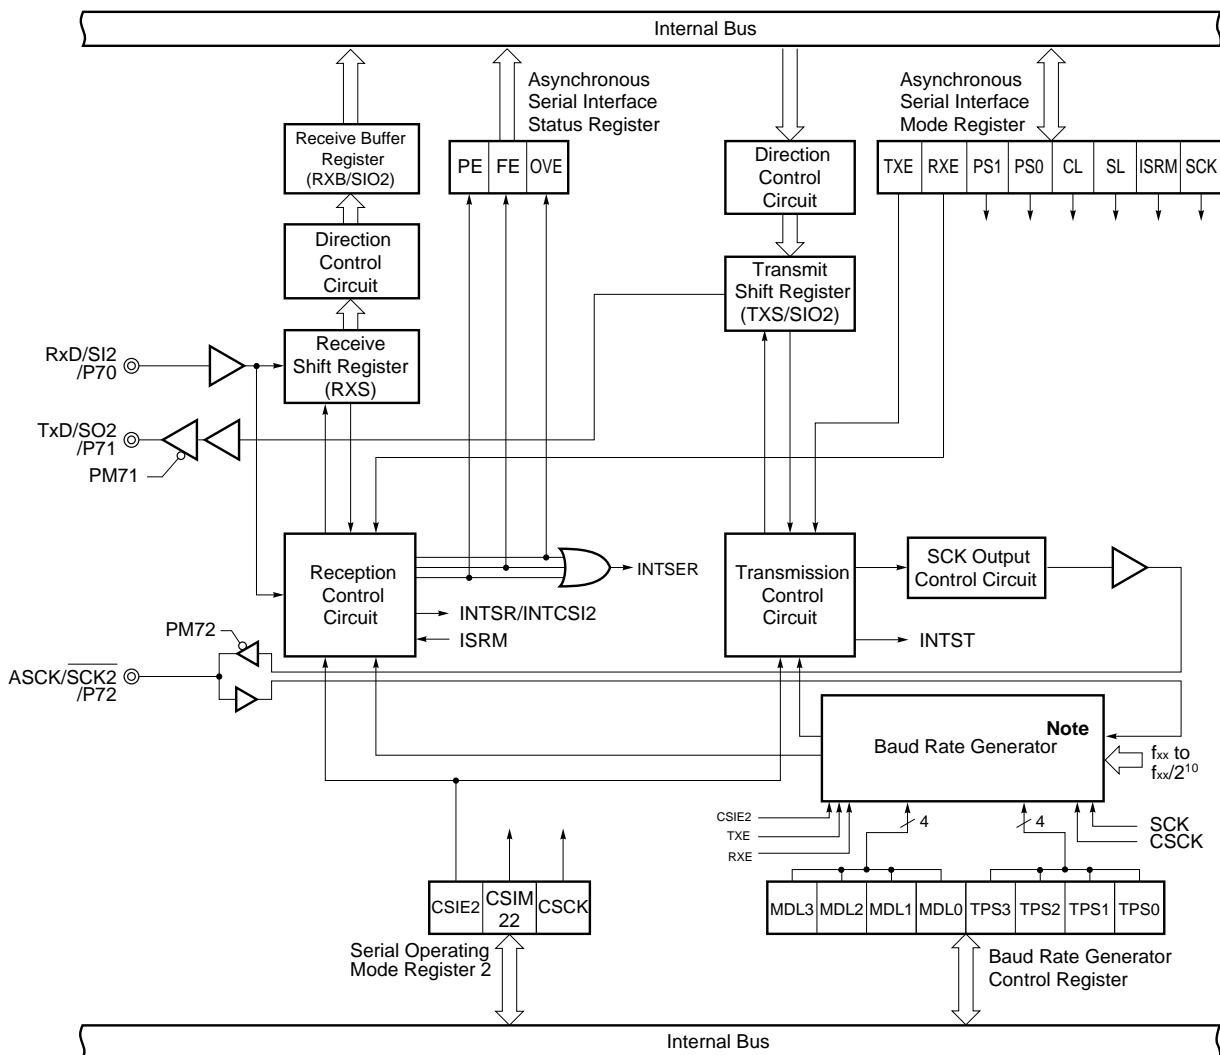 Internal Bus
Asynchronous
Serial Interface
Status Register
Asynchronous
Serial Interface
Mode Register
Receive Buffer
Register
(RXB/SIO2)
PE FE OVE
Direction
Control
Circuit
TXE RXE PS1 PS0 CL SL ISRM SCK
Direction
Control
Circuit
Transmit
Shift Register
(TXS/SIO2)
RxD/SI2
/P70
Receive
Shift Register
(RXS)
TxD/SO2
/P71
PM71
Reception
Control
Circuit
INTSER
INTSR/INTCSI2
ISRM
Transmission
Control
Circuit
SCK Output
Control Circuit
INTST
PM72
ASCK/SCK2
/P72
Note
Baud Rate Generator
fxx to
fxx/2^10
CSIE2
TXE
RXE
4
4
SCK
CSCK
CSIE2 CSIM22 CSCK
MDL3 MDL2 MDL1 MDL0 TPS3 TPS2 TPS1 TPS0
Serial Operating
Mode Register 2
Baud Rate Generator
Control Register
Internal Bus